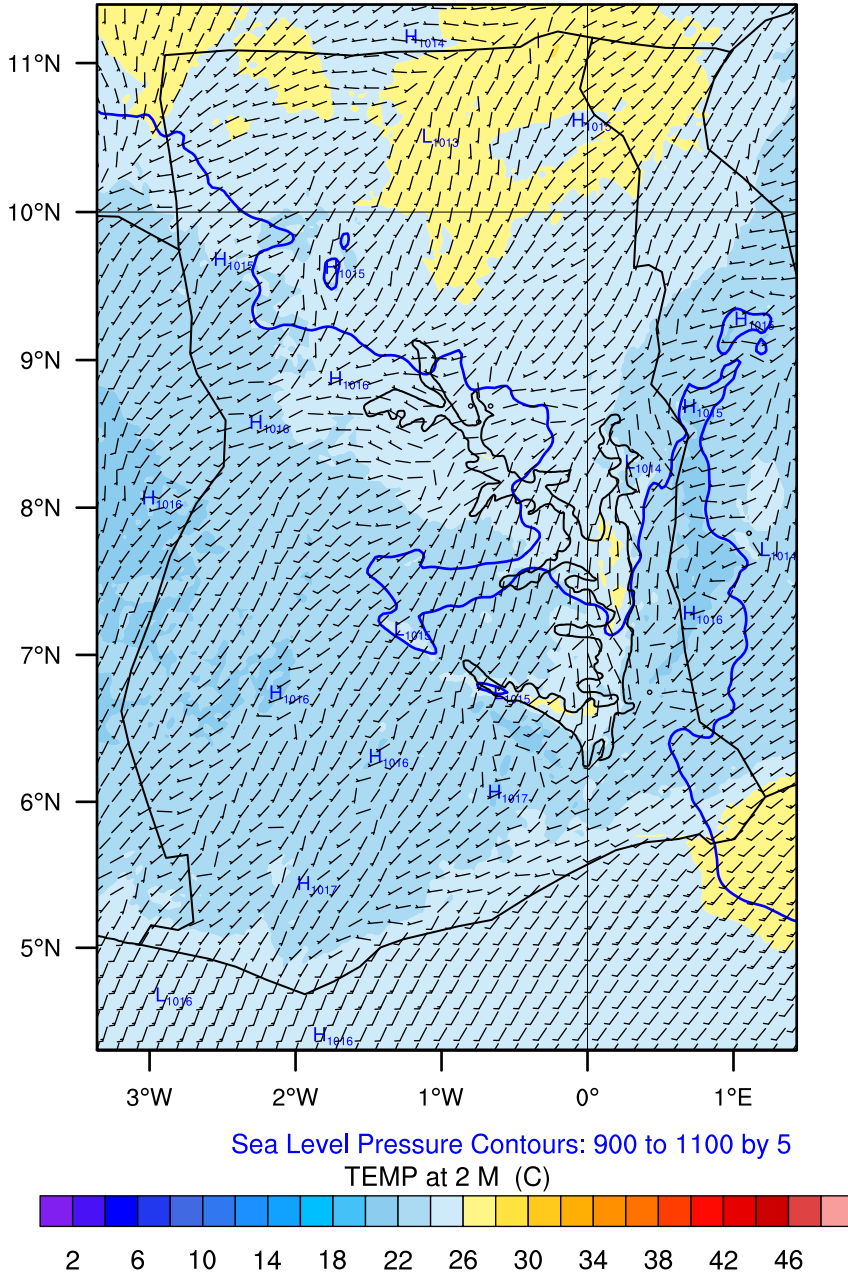 H1014
11°N
H1015
L1013
10°N
H1015
H1015
H1015
9°N
H1016
H1015
H1016
L1014
8°N
H1016
L1014
H1016
L1015
7°N
H1016
L1015
H1016
6°N
H1017
H1017
5°N
L1016
H1016
3°W 2°W 1°W 0° 1°E
Sea Level Pressure Contours: 900 to 1100 by 5
TEMP at 2 M (C)
2 6 10 14 18 22 26 30 34 38 42 46